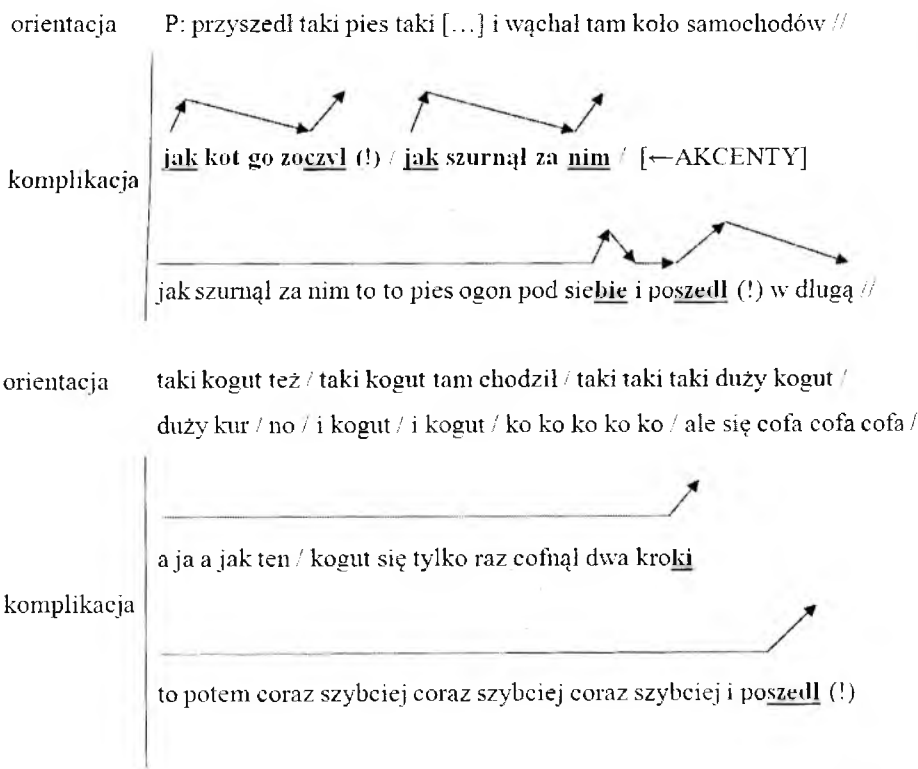 orientacja P: przyszedł taki pies taki [...] i wąchał tam koło samochodów //
jak kot go zoczył (!) / jak szurnął za nim / [←AKCENTY]
komplikacja
jak szurnął za nim to to pies ogon pod siebie i poszedł (!) w długą //
orientacja taki kogut też / taki kogut tam chodził / taki taki taki duży kogut /
duży kur / no / i kogut / i kogut / ko ko ko ko ko / ale się cofa cofa cofa /
a ja a jak ten / kogut się tylko raz cofnął dwa kroki
komplikacja
to potem coraz szybciej coraz szybciej coraz szybciej i poszedł (!)